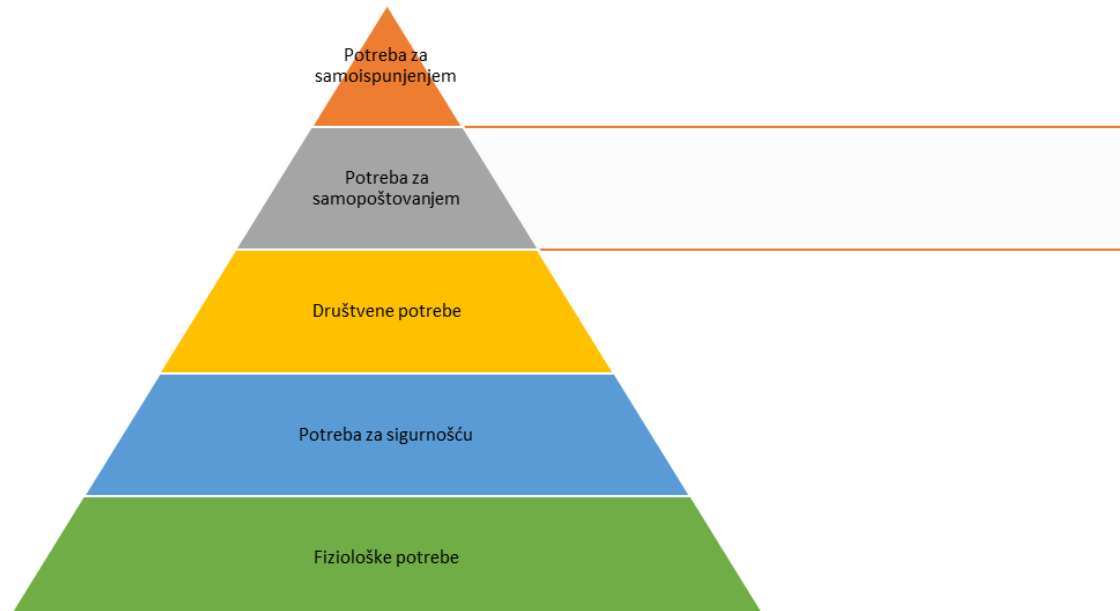 Potreba za
samoispunjenjem
Potreba za
samopoštovanjem
Društvene potrebe
Potreba za sigurnošću
Fiziološke potrebe